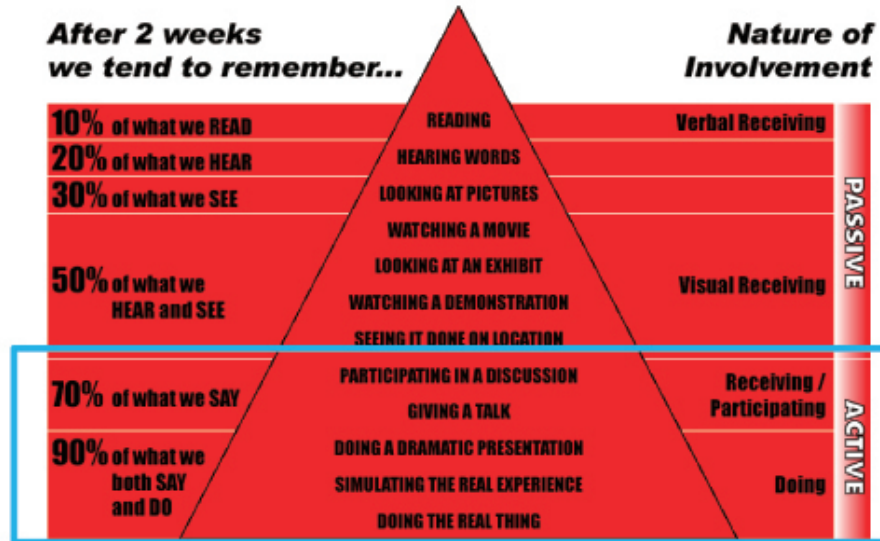 After 2 weeks
we tend to remember...
Nature of
Involvement
10% of what we READ
READING
Verbal Receiving
20% of what we HEAR
HEARING WORDS
30% of what we SEE
LOOKING AT PICTURES
WATCHING A MOVIE
LOOKING AT AN EXHIBIT
50% of what we
HEAR and SEE
WATCHING A DEMONSTRATION
Visual Receiving
SEEING IT DONE ON LOCATION
PASSIVE
PARTICIPATING IN A DISCUSSION
70% of what we SAY
GIVING A TALK
Receiving /
Participating
90% of what we
both SAY
and DO
DOING A DRAMATIC PRESENTATION
SIMULATING THE REAL EXPERIENCE
DOING THE REAL THING
Doing
ACTIVE